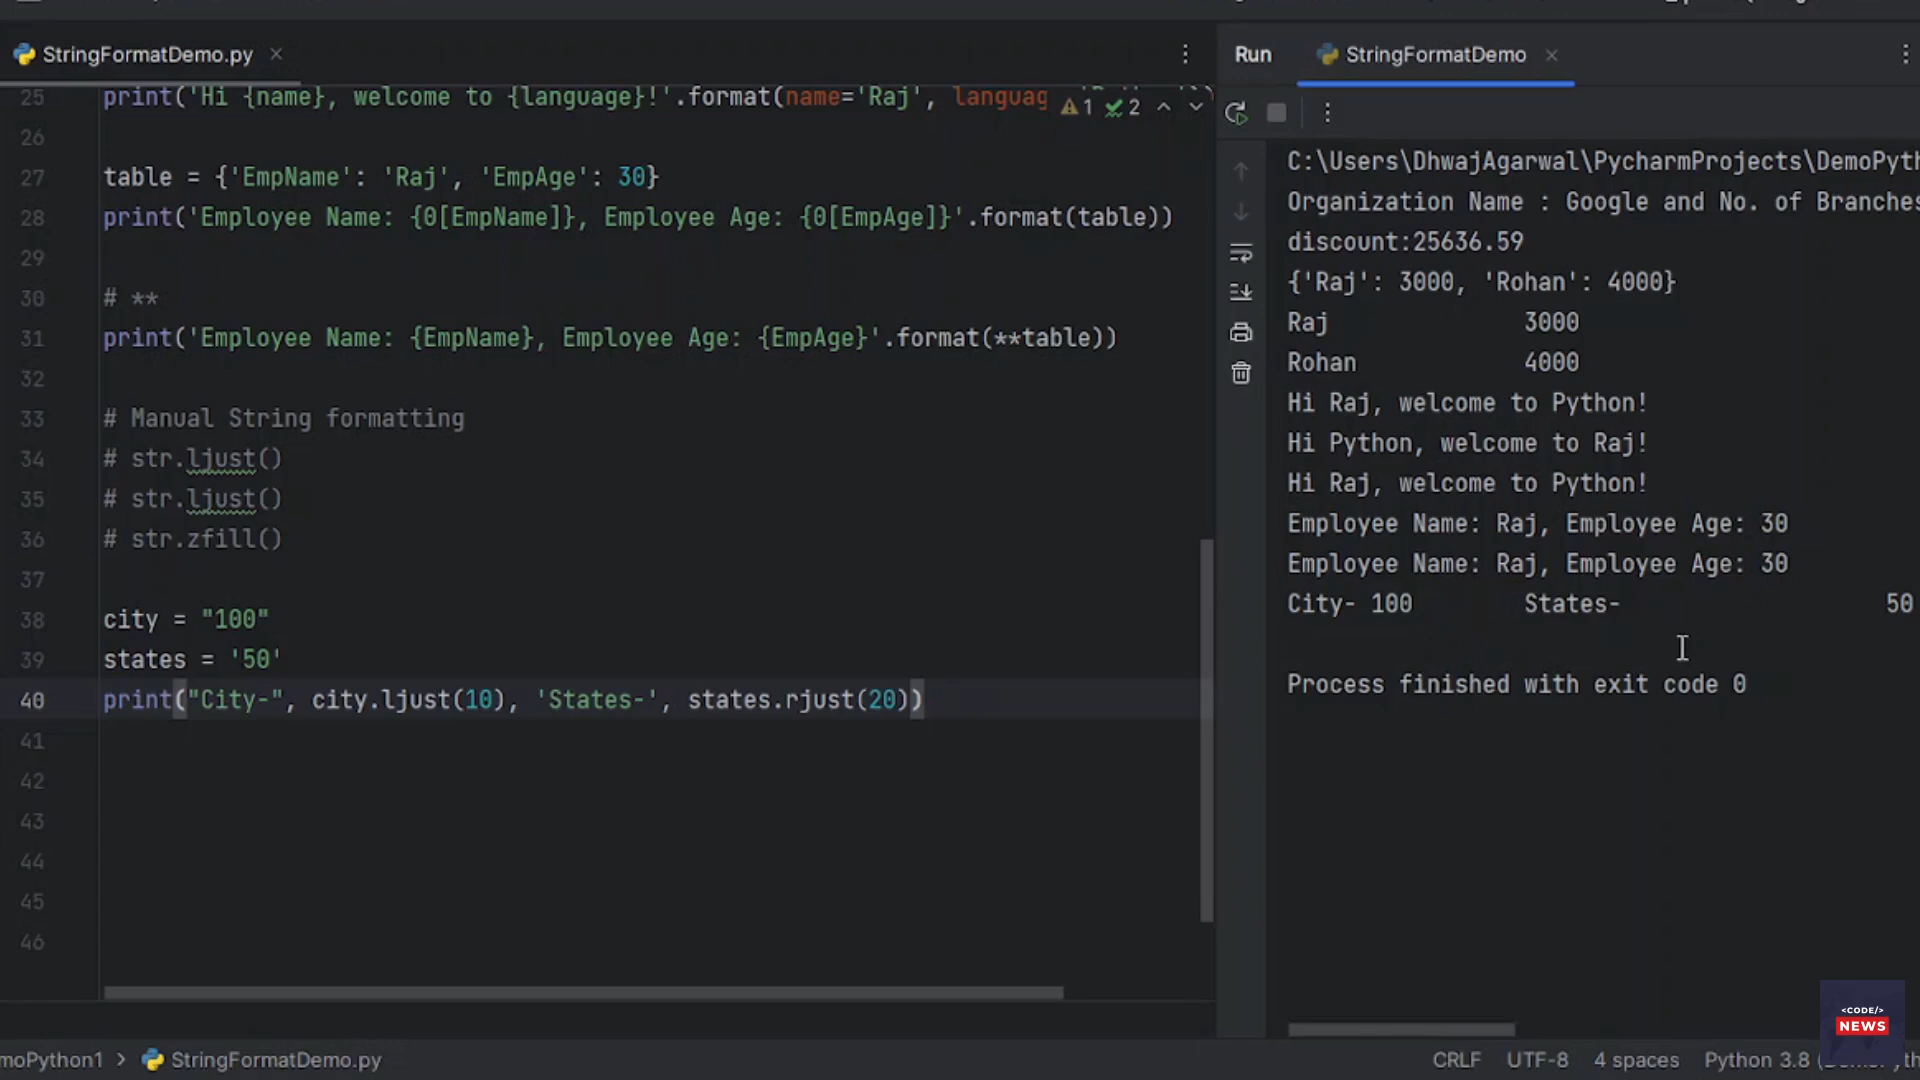 StringFormatDemo.py
25 print('Hi {name}, welcome to {language}!'.format(name='Raj', languag
1 2
26
27 table = {'EmpName': 'Raj', 'EmpAge': 30}
28 print('Employee Name: {0[EmpName]}, Employee Age: {0[EmpAge]}'.format(table))
29
30 # **
31 print('Employee Name: {EmpName}, Employee Age: {EmpAge}'.format(**table))
32
33 # Manual String formatting
34 # str.ljust()
35 # str.ljust()
36 # str.zfill()
37
38 city = "100"
39 states = '50'
40 print("City-", city.ljust(10), 'States-', states.rjust(20))
41
42
43
44
45
46
Run StringFormatDemo
C:\Users\DhwajAgarwal\PycharmProjects\DemoPyth
Organization Name : Google and No. of Branches
discount:25636.59
{'Raj': 3000, 'Rohan': 4000}
Raj 3000
Rohan 4000
Hi Raj, welcome to Python!
Hi Python, welcome to Raj!
Hi Raj, welcome to Python!
Employee Name: Raj, Employee Age: 30
Employee Name: Raj, Employee Age: 30
City- 100 States- 50
Process finished with exit code 0
<CODE/>
NEWS
moPython1 > StringFormatDemo.py
CRLF UTF-8 4 spaces Python 3.8